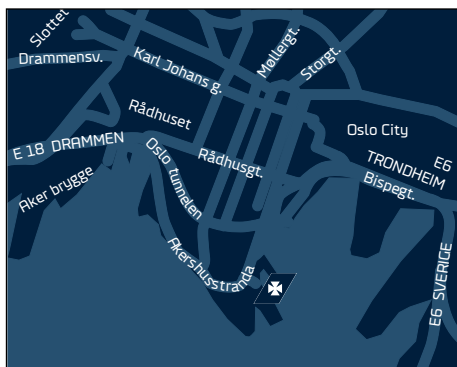 Slottet
Drammensv.
Karl Johans g.
Møllergt.
Storgt.
Rådhuset
Oslo City
E 18 DRAMMEN
Rådhusgt.
E6
TRONDHEIM
Bispegt.
Aker brygge
Oslo tunnelen
Akershusstranda
E6 SVERIGE